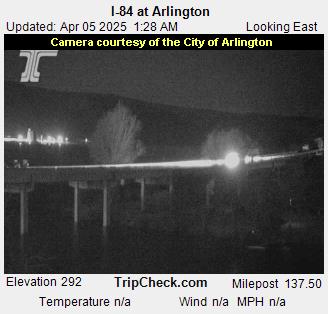 I-84 at Arlington
Updated: Apr 05 2025 1:28 AM Looking East
Camera courtesy of the City of Arlington
Elevation 292 TripCheck.com Milepost 137.50
Temperature n/a Wind n/a MPH n/a